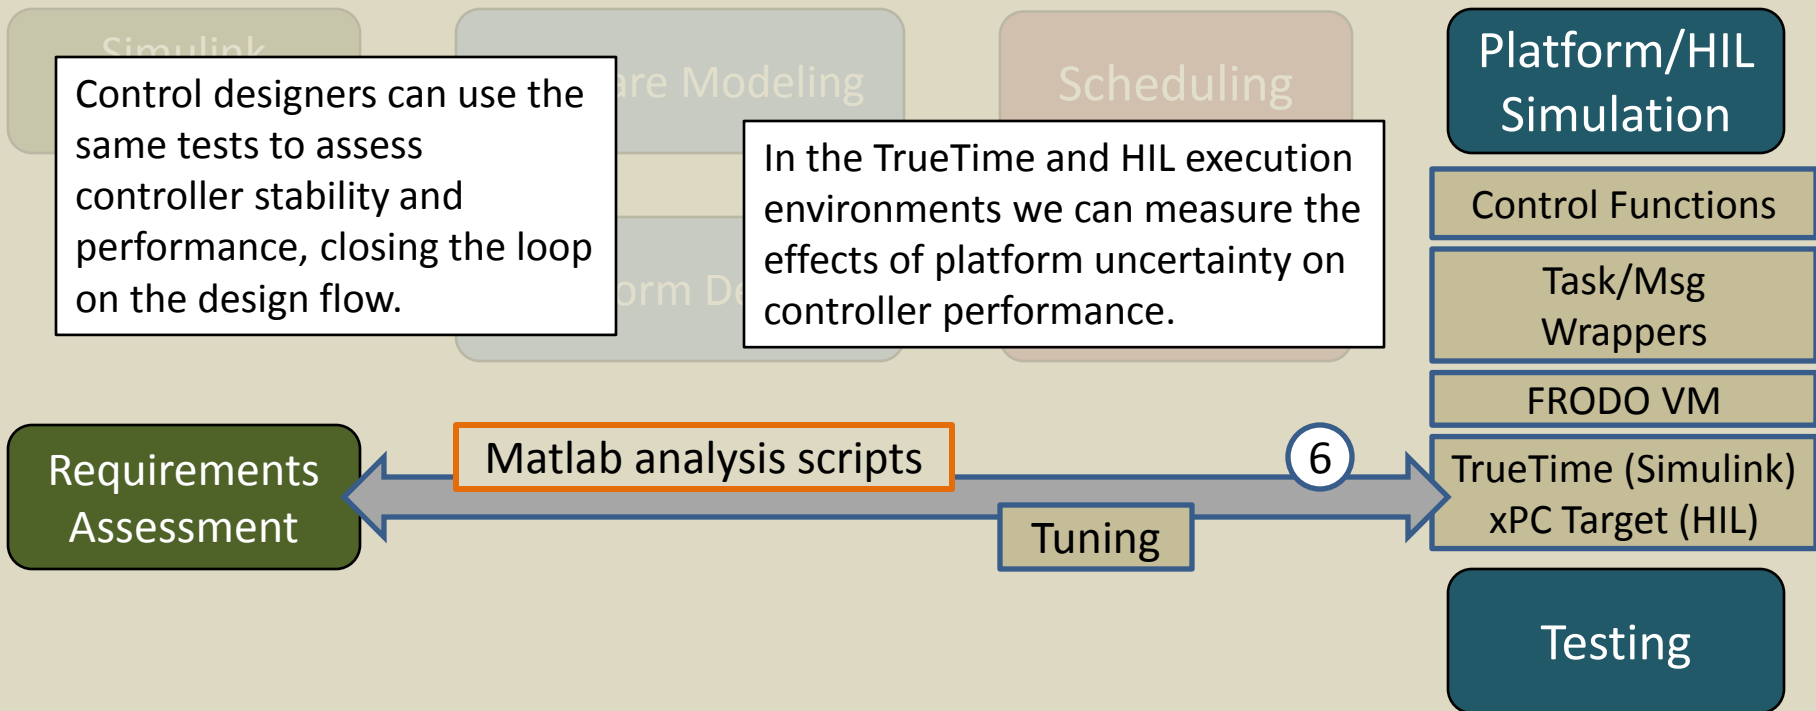 Simulink
Control designers can use the
same tests to assess
controller stability and
performance, closing the loop
on the design flow.
Modeling
Scheduling
In the TrueTime and HIL execution
environments we can measure the
effects of platform uncertainty on
controller performance.
Platform/HIL
Simulation
Control Functions
Task/Msg
Wrappers
FRODO VM
TrueTime (Simulink)
xPC Target (HIL)
Requirements
Assessment
Matlab analysis scripts
6
Tuning
Testing